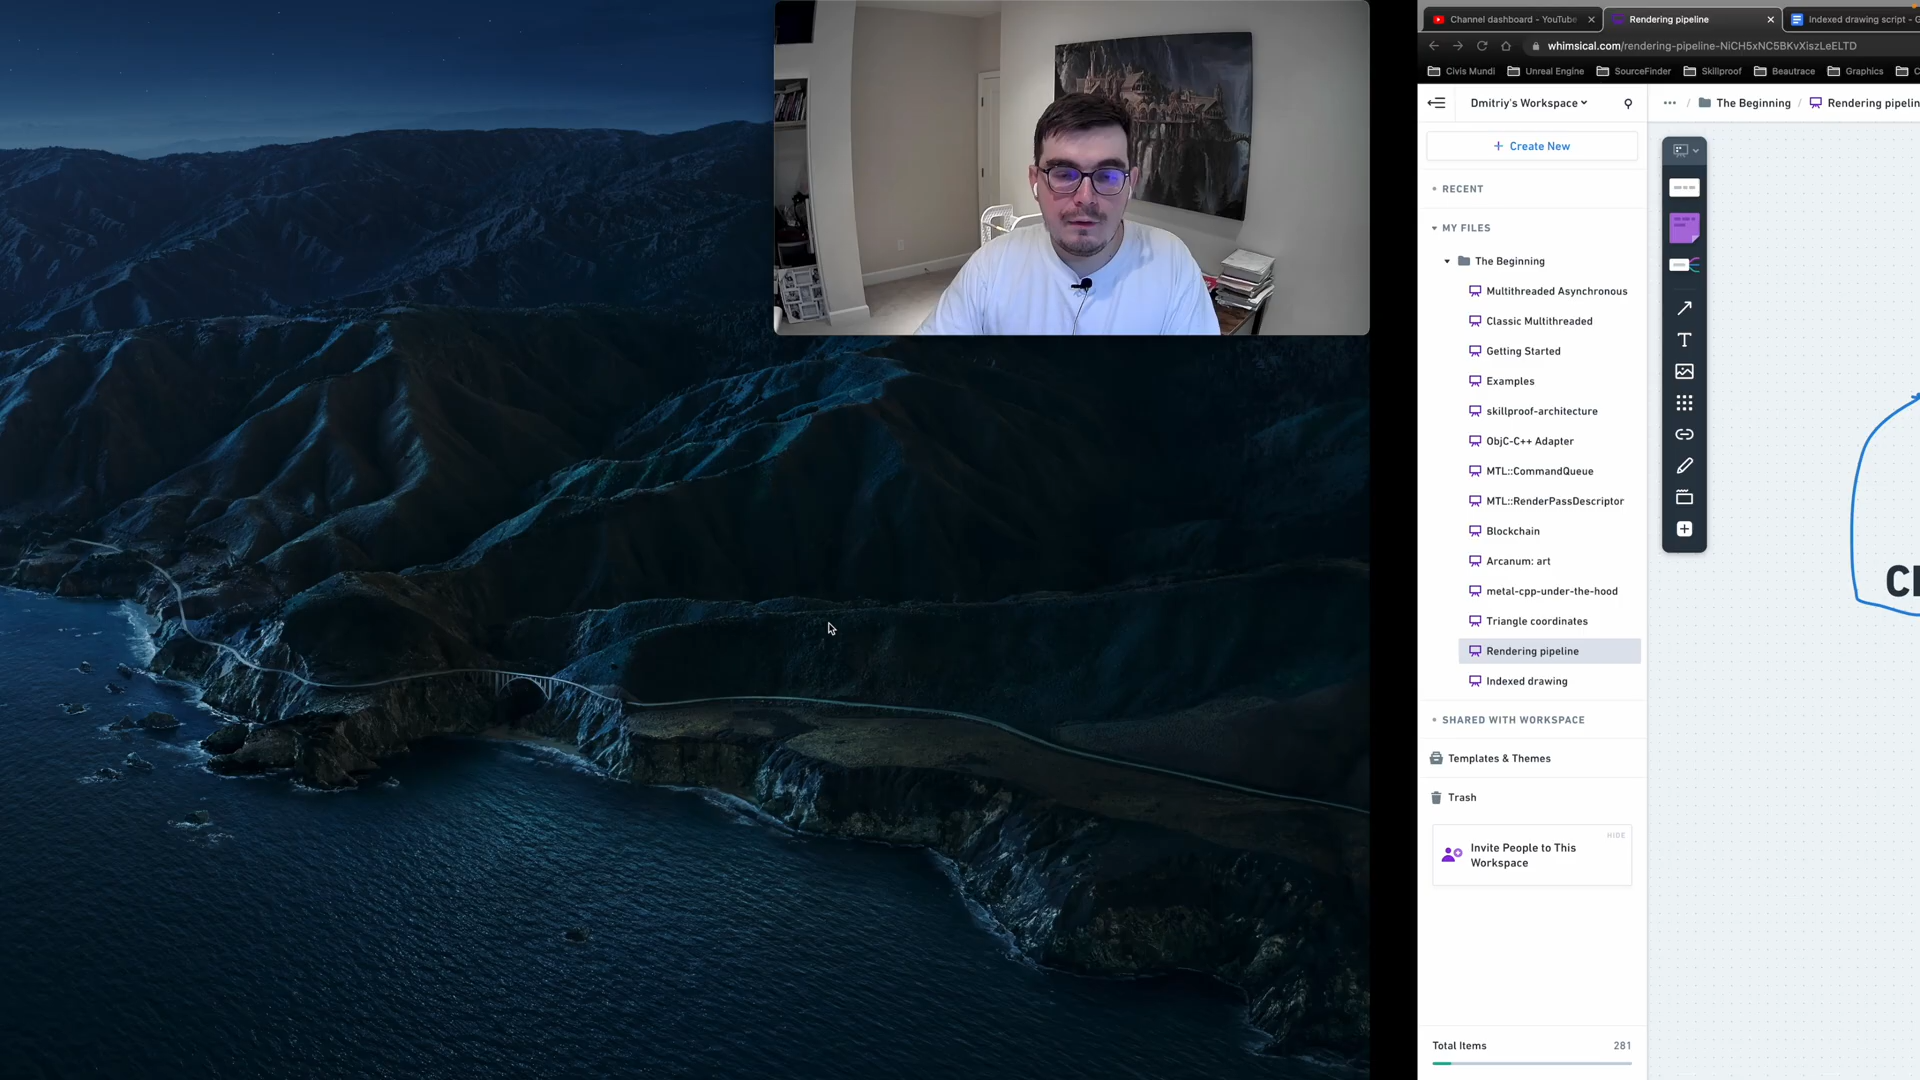 Channel dashboard - YouTube
Rendering pipeline
Indexed drawing script - G
whimsical.com/rendering-pipeline-NiCH5xNC5BKvXiszLeELTD
Civis Mundi
Unreal Engine
SourceFinder
Skillproof
Beautrace
Graphics
C
Dmitriy's Workspace
... / The Beginning / Rendering pipelin
+ Create New
RECENT
MY FILES
The Beginning
Multithreaded Asynchronous
Classic Multithreaded
Getting Started
Examples
skillproof-architecture
ObjC-C++ Adapter
MTL::CommandQueue
MTL::RenderPassDescriptor
Blockchain
Arcanum: art
metal-cpp-under-the-hood
Triangle coordinates
Rendering pipeline
Indexed drawing
SHARED WITH WORKSPACE
Templates & Themes
Trash
HIDE
Invite People to This
Workspace
Total Items 281
T